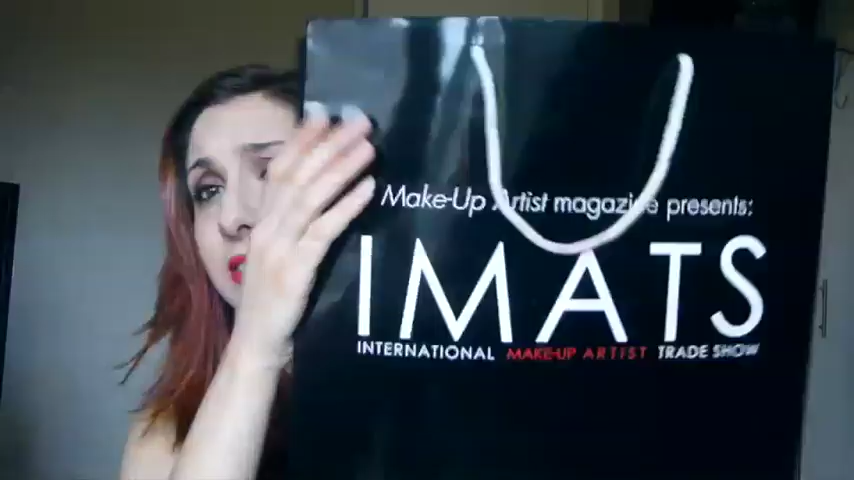 Make-Up Artist magazine presents:
IMATS
INTERNATIONAL MAKE-UP ARTIST TRADE SHOW